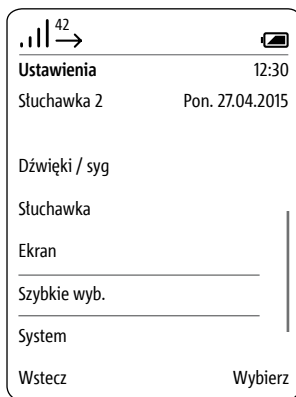 42
Ustawienia 12:30
Słuchawka 2 Pon. 27.04.2015
Dźwięki / syg
Słuchawka
Ekran
Szybkie wyb.
System
Wstecz Wybierz